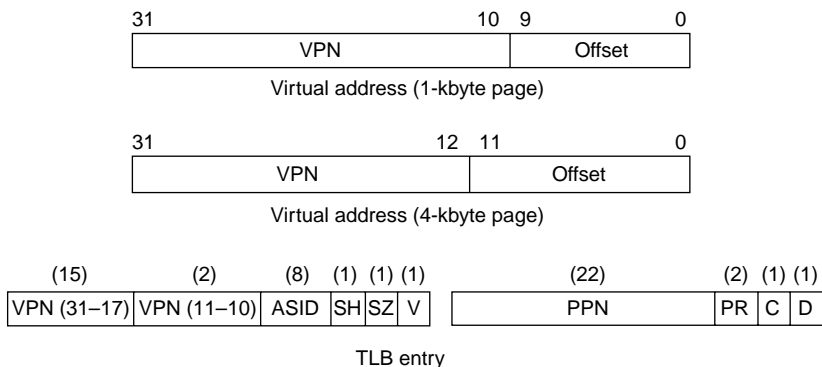 31 10 9 0
VPN Offset
Virtual address (1-kbyte page)
31 12 11 0
VPN Offset
Virtual address (4-kbyte page)
(15) (2) (8) (1) (1) (1) (22) (2) (1) (1)
VPN (31–17) VPN (11–10) ASID SH SZ V PPN PR C D
TLB entry